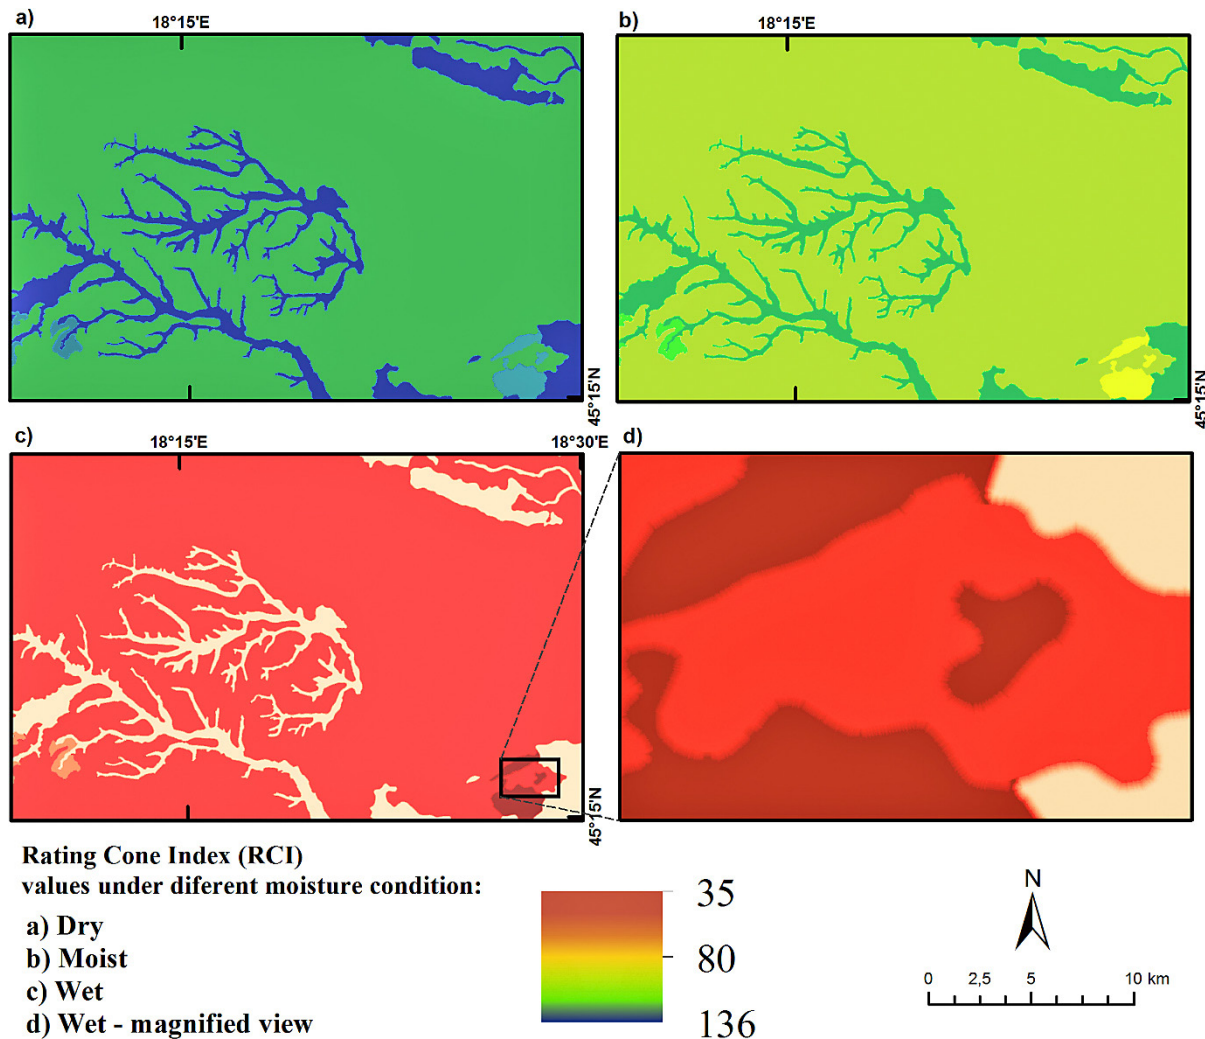 a)
18°15'E
b)
18°15'E
45°15'N
45°15'N
c)
18°15'E
18°30'E
d)
45°15'N
Rating Cone Index (RCI)
values under diferent moisture condition:
a) Dry
b) Moist
c) Wet
d) Wet - magnified view
35
80
136
N
0 2,5 5 10 km